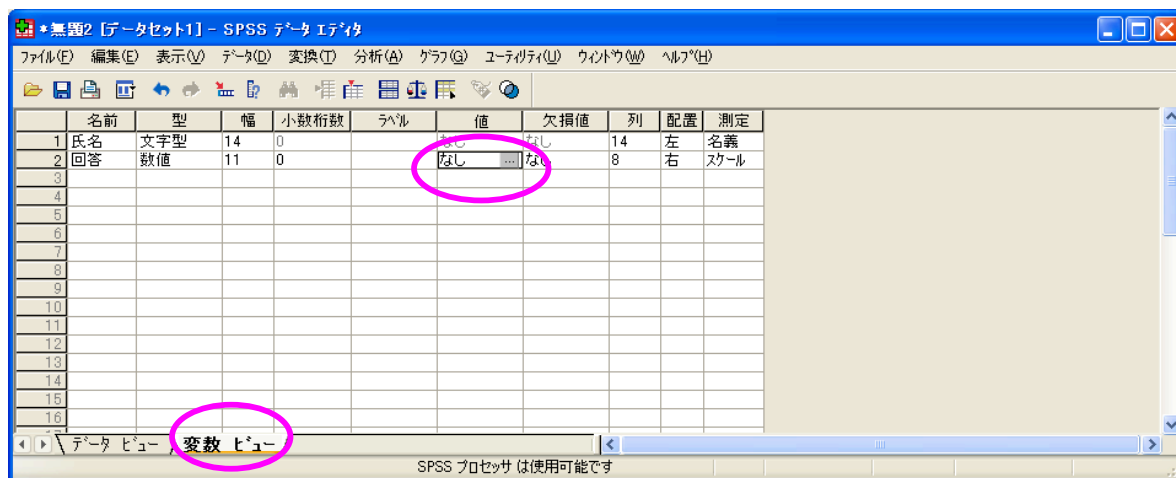 *無題2 [データセット1] - SPSS データ エディタ
ファイル(F) 編集(E) 表示(V) データ(D) 変換(T) 分析(A) グラフ(G) ユーティリティ(U) ウィンドウ(W) ヘルプ(H)
名前 型 幅 小数桁数 ラベル 値 欠損値 列 配置 測定
1 氏名 文字型 14 0 なし なし 14 左 名義
2 回答 数値 11 0 なし ... なし 8 右 スケール
3
4
5
6
7
8
9
10
11
12
13
14
15
16
データ ビュー 変数 ビュー
SPSS プロセッサ は使用可能です